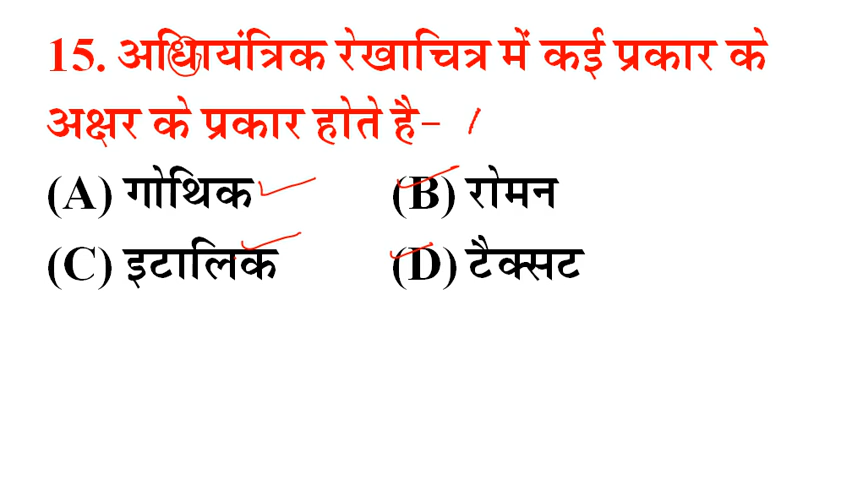 15. अधियांत्रिक रेखाचित्र में कई प्रकार के
अक्षर के प्रकार होते है-
(A) गोथिक (B) रोमन
(C) इटालिक (D) टैक्सट